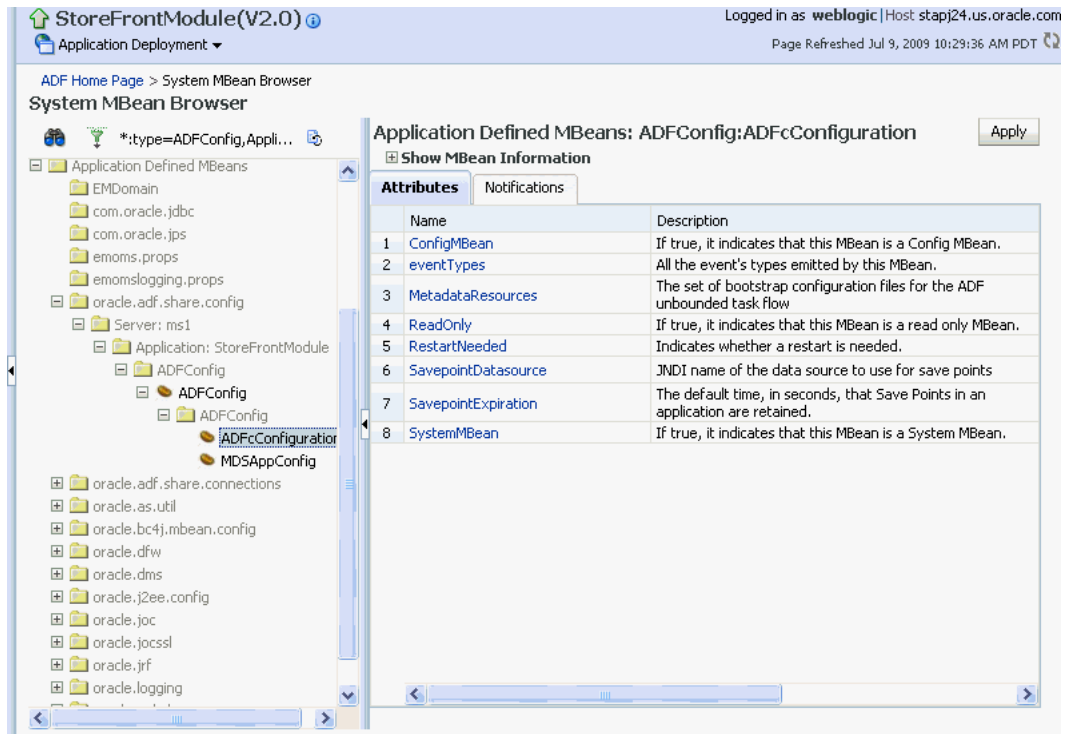 StoreFrontModule(V2.0)
Logged in as weblogic|Host stapj24.us.oracle.com
Application Deployment
Page Refreshed Jul 9, 2009 10:29:36 AM PDT
ADF Home Page > System MBean Browser
System MBean Browser
*:type=ADFConfig,Appli...
Application Defined MBeans
EMDomain
com.oracle.jdbc
com.oracle.jps
emoms.props
emomslogging.props
oracle.adf.share.config
Server: ms1
Application: StoreFrontModule
ADFConfig
ADFConfig
ADFConfig
ADFcConfiguration
MDSAppConfig
oracle.adf.share.connections
oracle.as.util
oracle.bc4j.mbean.config
oracle.dfw
oracle.dms
oracle.j2ee.config
oracle.joc
oracle.jocssl
oracle.jrf
oracle.logging
Application Defined MBeans: ADFConfig:ADFcConfiguration
Apply
Show MBean Information
Attributes Notifications
Name Description
1 ConfigMBean If true, it indicates that this MBean is a Config MBean.
2 eventTypes All the event's types emitted by this MBean.
3 MetadataResources The set of bootstrap configuration files for the ADF
unbounded task flow
4 ReadOnly If true, it indicates that this MBean is a read only MBean.
5 RestartNeeded Indicates whether a restart is needed.
6 SavepointDatasource JNDI name of the data source to use for save points
7 SavepointExpiration The default time, in seconds, that Save Points in an
application are retained.
8 SystemMBean If true, it indicates that this MBean is a System MBean.